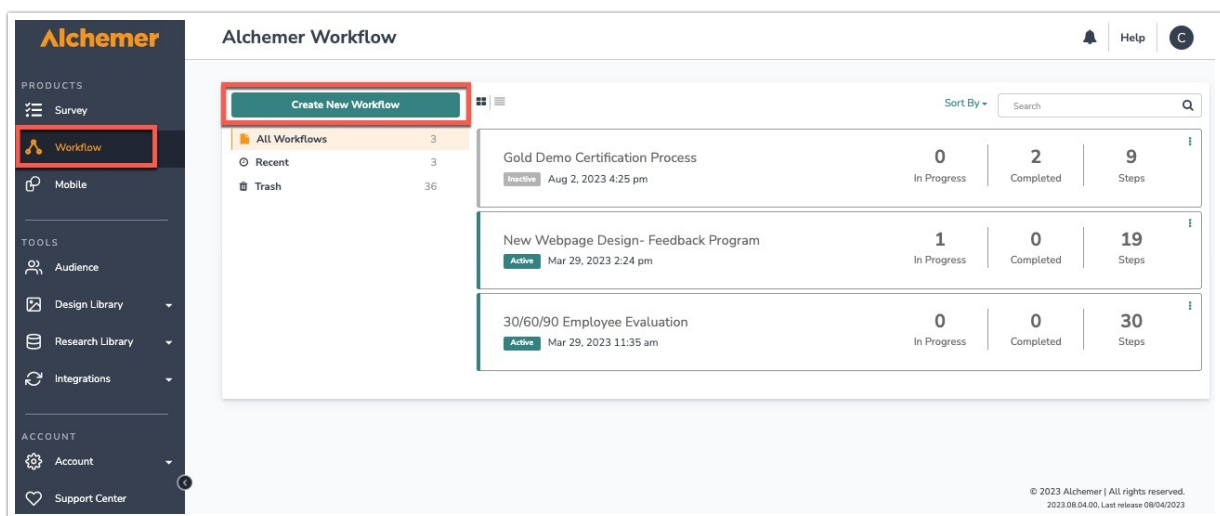 Alchemer
Alchemer Workflow
Help
C
PRODUCTS
Survey
Workflow
Mobile
TOOLS
Audience
Design Library
Research Library
Integrations
ACCOUNT
Account
Support Center
Create New Workflow
All Workflows 3
Recent 3
Trash 36
Sort By
Search
Gold Demo Certification Process
Inactive Aug 2, 2023 4:25 pm
0 2 9
In Progress Completed Steps
New Webpage Design- Feedback Program
Active Mar 29, 2023 2:24 pm
1 0 19
In Progress Completed Steps
30/60/90 Employee Evaluation
Active Mar 29, 2023 11:35 am
0 0 30
In Progress Completed Steps
© 2023 Alchemer | All rights reserved.
2023.08.04.00, Last release 08/04/2023